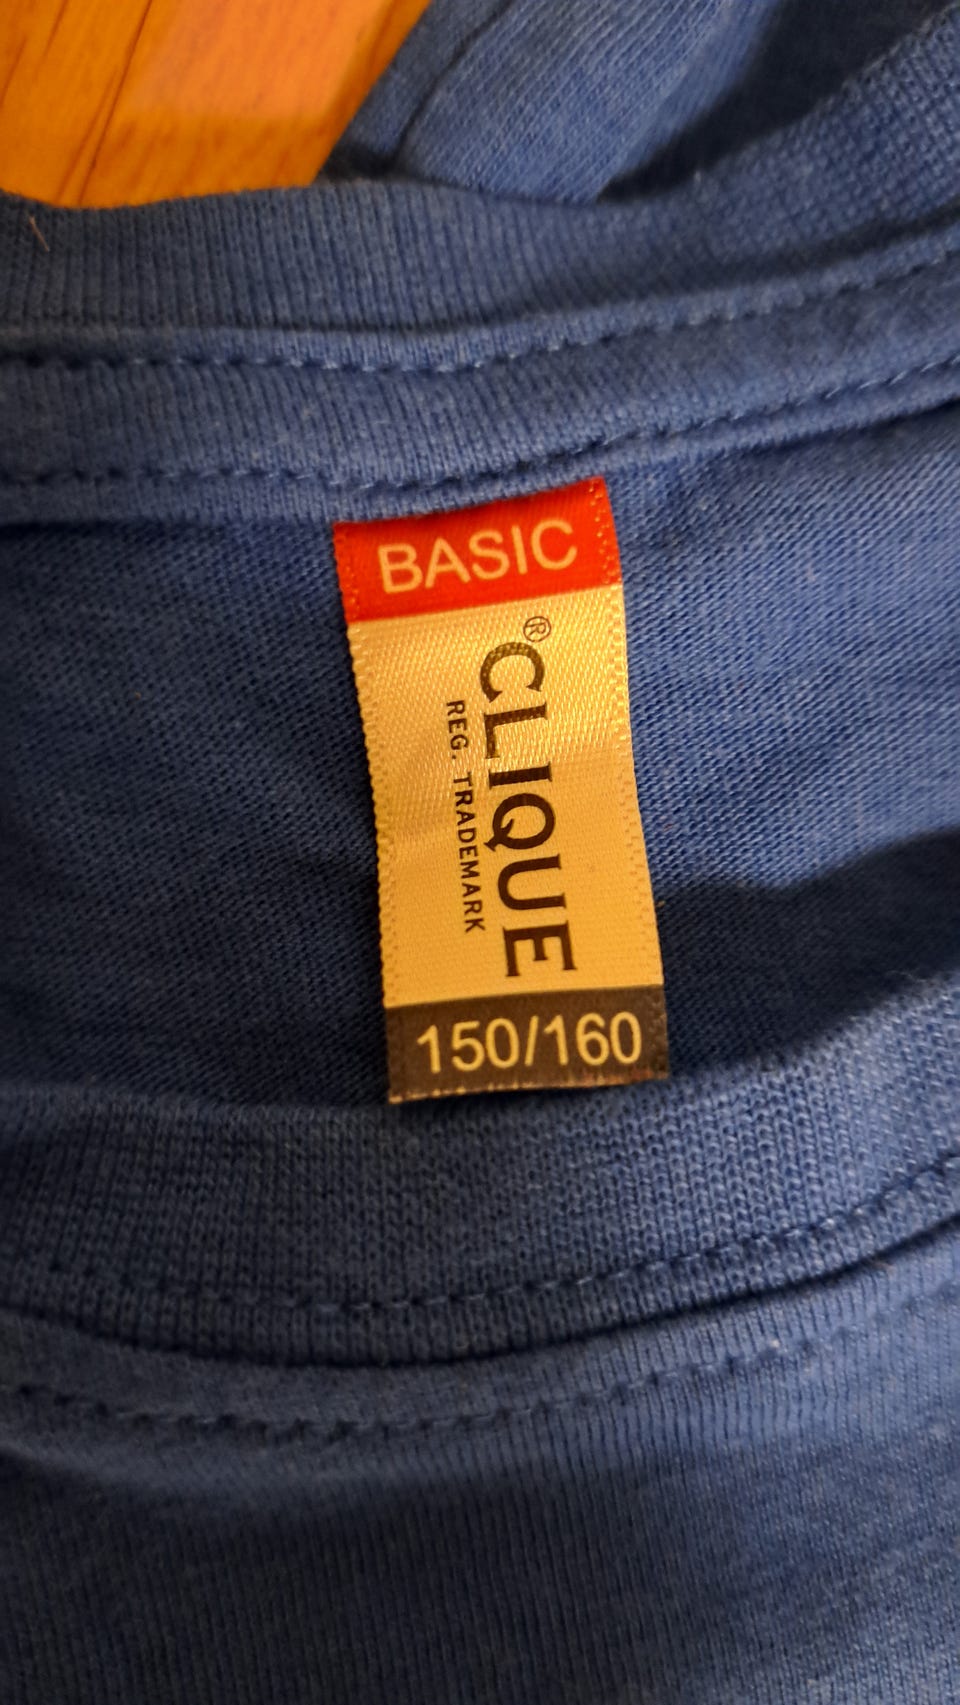 BASIC
CLIQUE®
REG. TRADEMARK
150/160